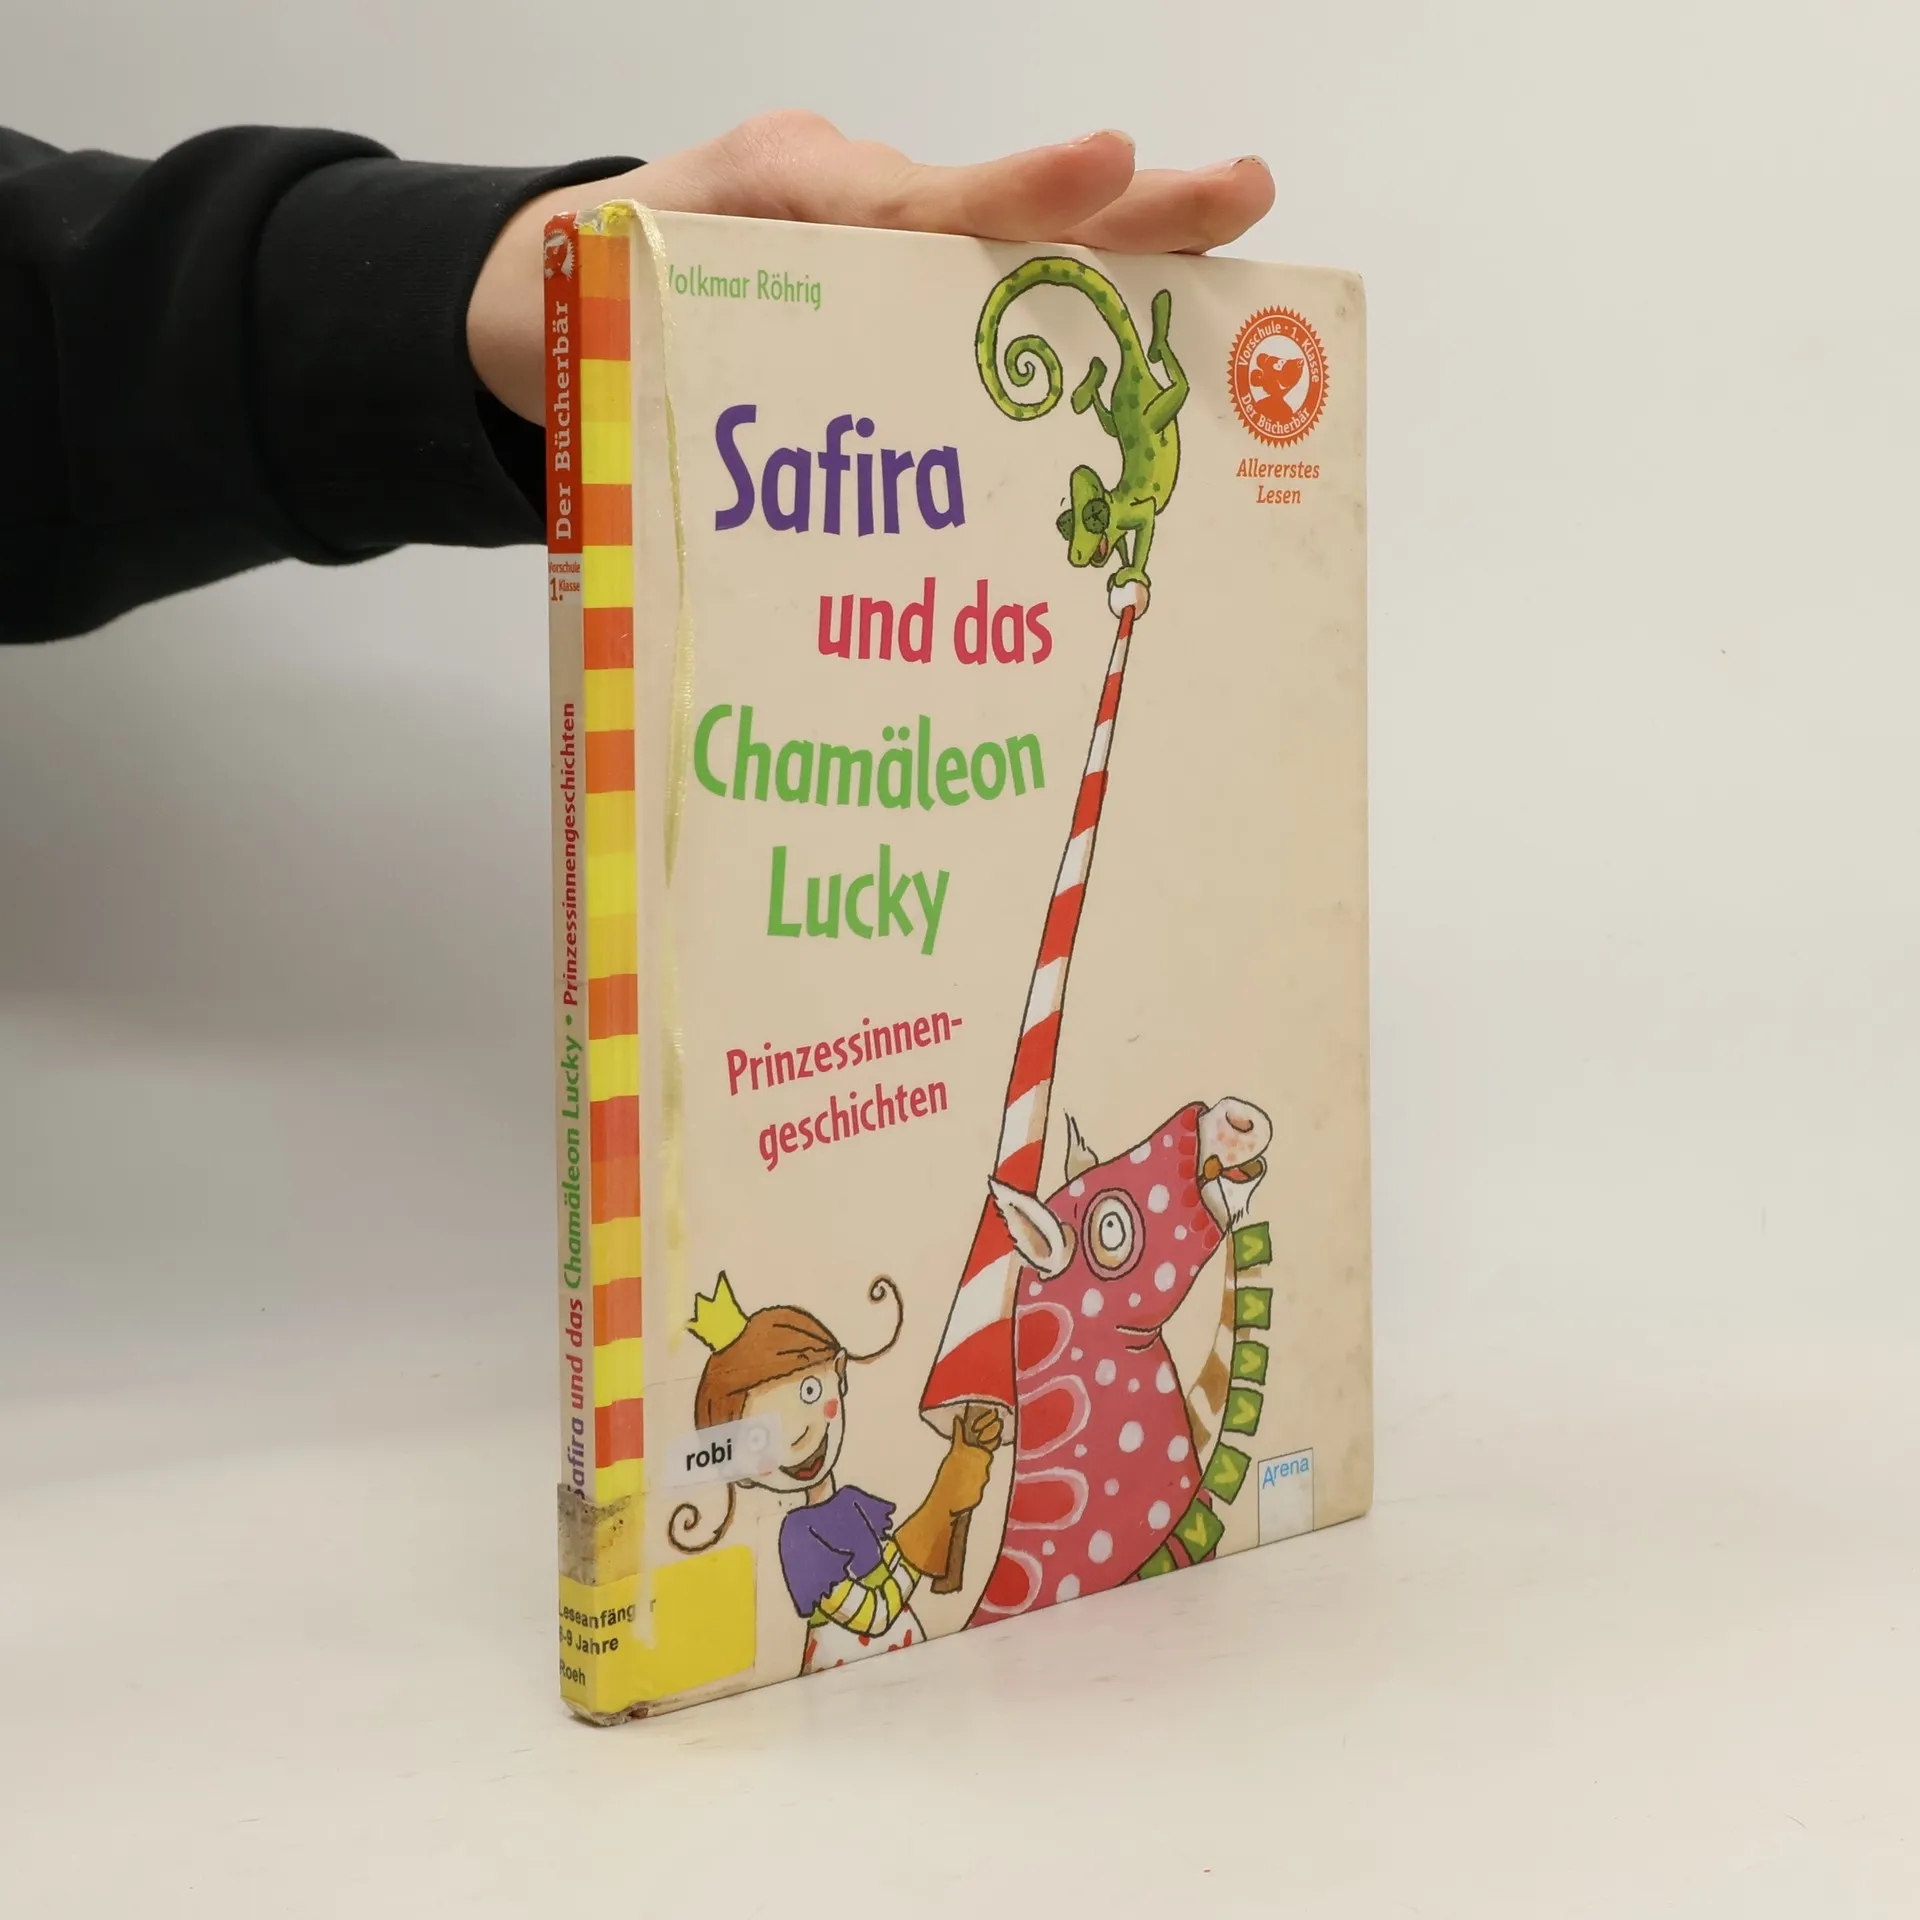 Der Bücherbär
Vorschule
1. Klasse
Safira und das Chamäleon Lucky • Prinzessinnengeschichten
Leseanfänger
6-9 Jahre
Roeh
Volkmar Röhrig
Vorschule • 1. Klasse
Der Bücherbär
Allererstes
Lesen
Safira
und das
Chamäleon
Lucky
Prinzessinnen-
geschichten
robi
Arena